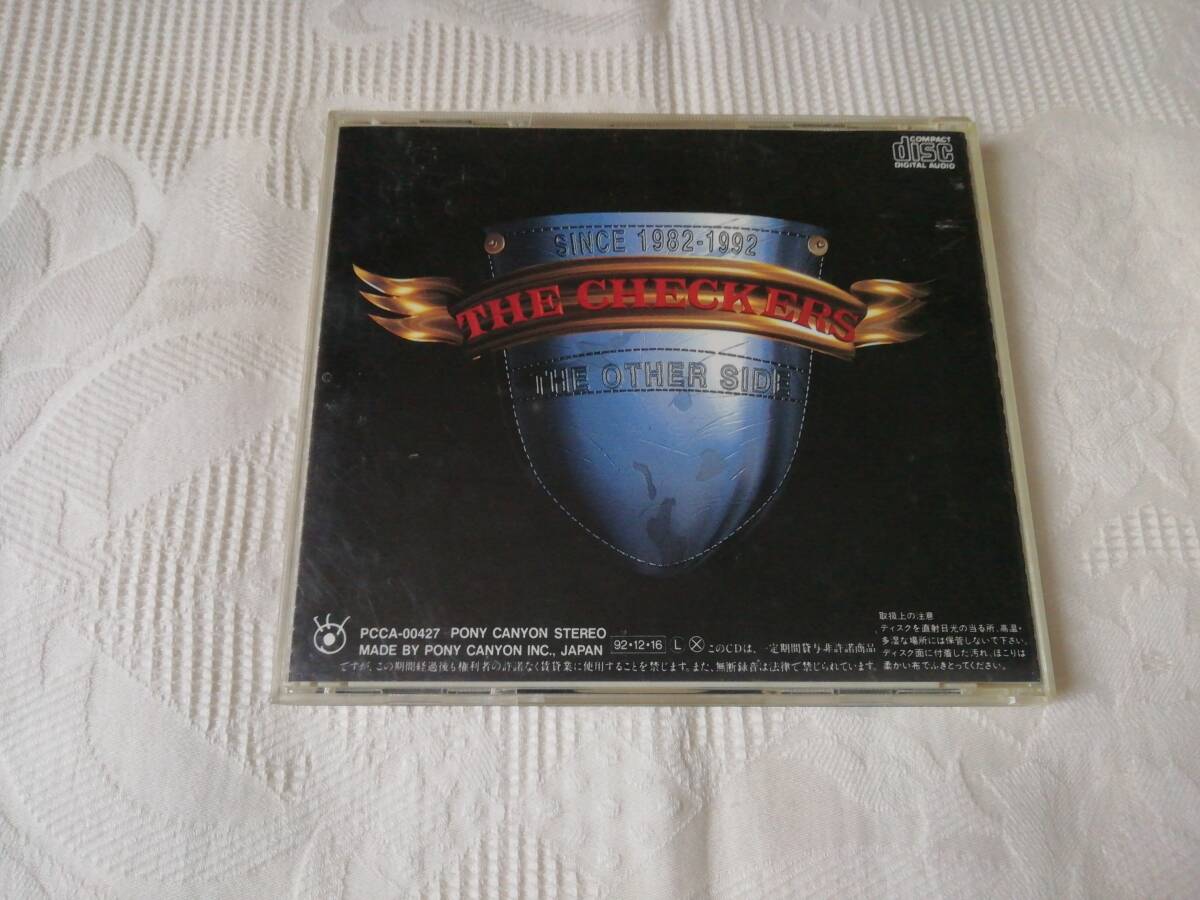 COMPACT
disc
DIGITAL AUDIO
SINCE 1982-1992
THE CHECKERS
THE OTHER SIDE
PCCA-00427 PONY CANYON STEREO
MADE BY PONY CANYON INC., JAPAN
92・12・16
L
このCDは、一定期間貸与非許諾商品
ですが、この期間経過後も権利者の許諾なく賃貸業に使用することを禁じます。また、無断録音は法律で禁じられています。
取扱上の注意
ディスクを直射日光の当る所、高温・
多湿な場所には保管しないで下さい。
ディスク面に付着した汚れ、ほこりは
柔かい布でふきとってください。